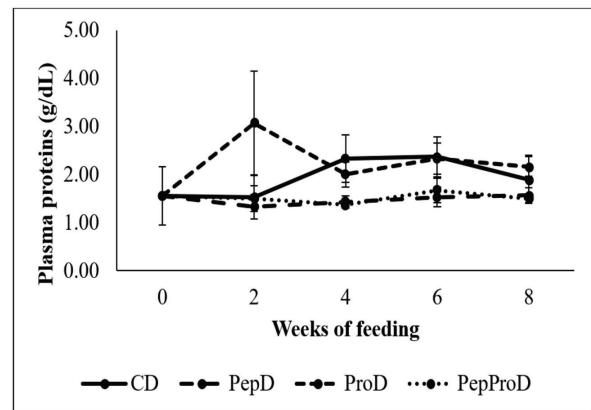 5.00
4.00
3.00
2.00
1.00
0.00
Plasma proteins (g/dL)
0 2 4 6 8
Weeks of feeding
CD PepD ProD PepProD